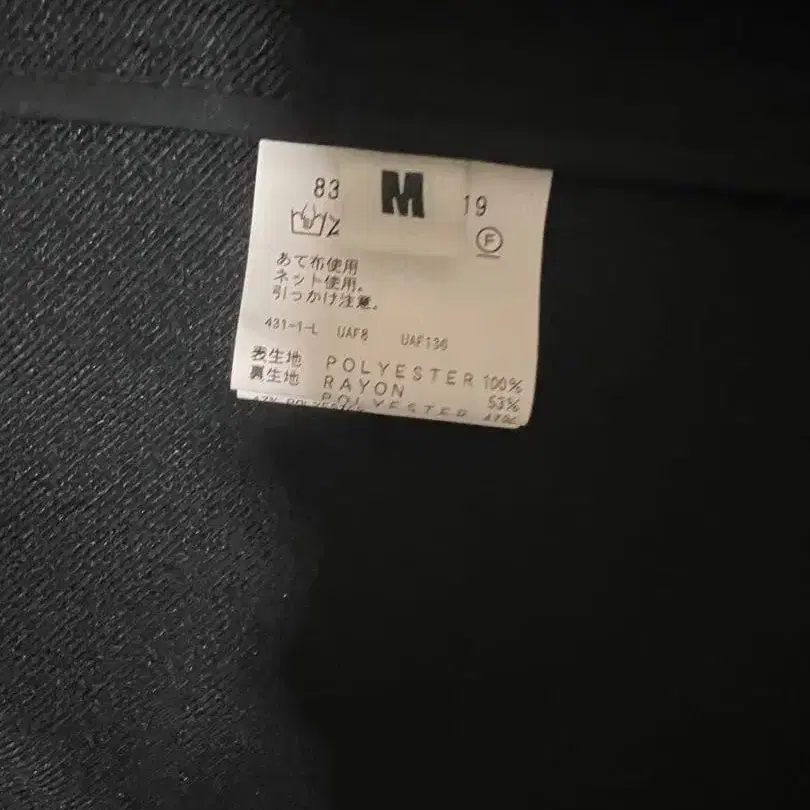 83 M 19
F
あて布使用
ネット使用。
引っかけ注意。
431-1-L UAF8 UAF136
表生地 POLYESTER 100%
裏生地 RAYON 53%
POLYESTER 47%